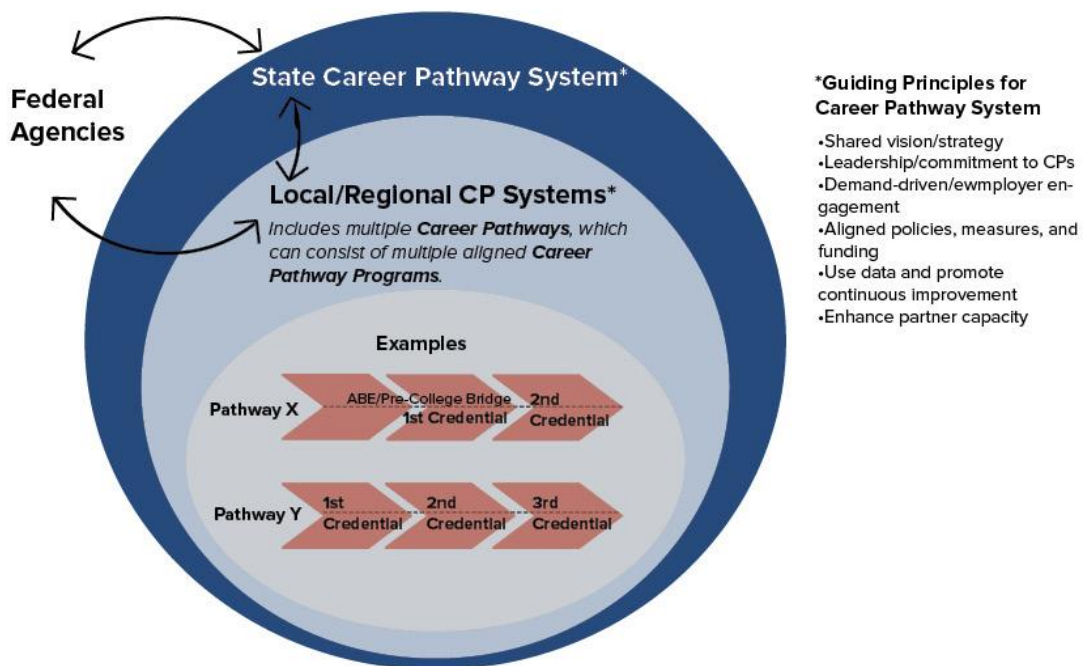 State Career Pathway System*
Federal
Agencies
Local/Regional CP Systems*
Includes multiple Career Pathways, which
can consist of multiple aligned Career
Pathway Programs.
Examples
Pathway X
ABE/Pre-College Bridge
1st Credential
2nd
Credential
Pathway Y
1st
Credential
2nd
Credential
3rd
Credential
*Guiding Principles for
Career Pathway System
•Shared vision/strategy
•Leadership/commitment to CPs
•Demand-driven/ewmployer en-
gagement
•Aligned policies, measures, and
funding
•Use data and promote
continuous improvement
•Enhance partner capacity